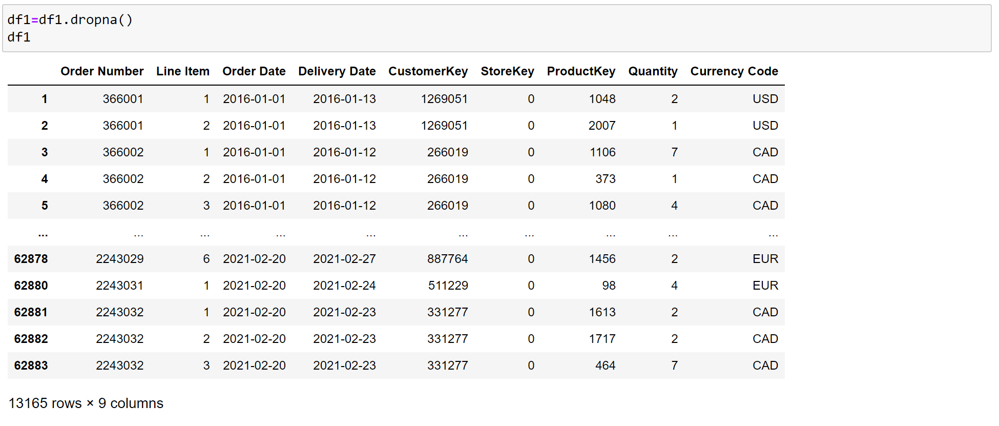 df1=df1.dropna()
df1
Order Number Line Item Order Date Delivery Date CustomerKey StoreKey ProductKey Quantity Currency Code
1 366001 1 2016-01-01 2016-01-13 1269051 0 1048 2 USD
2 366001 2 2016-01-01 2016-01-13 1269051 0 2007 1 USD
3 366002 1 2016-01-01 2016-01-12 266019 0 1106 7 CAD
4 366002 2 2016-01-01 2016-01-12 266019 0 373 1 CAD
5 366002 3 2016-01-01 2016-01-12 266019 0 1080 4 CAD
... ... ... ... ... ... ... ... ... ...
62878 2243029 6 2021-02-20 2021-02-27 887764 0 1456 2 EUR
62880 2243031 1 2021-02-20 2021-02-24 511229 0 98 4 EUR
62881 2243032 1 2021-02-20 2021-02-23 331277 0 1613 2 CAD
62882 2243032 2 2021-02-20 2021-02-23 331277 0 1717 2 CAD
62883 2243032 3 2021-02-20 2021-02-23 331277 0 464 7 CAD
13165 rows × 9 columns